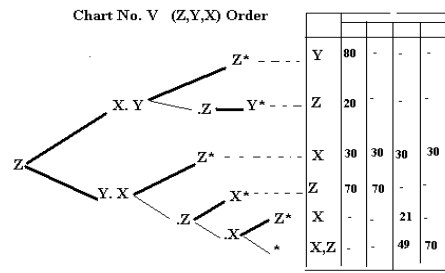 Chart No. V (Z,Y,X) Order
Z* Y 80 - - -
X. Y .Z Y* Z 20 - - -
Z* X 30 30 30 30
Z
Y. X X* Z 70 70 - -
.Z Z* X - - 21 -
.X * X,Z - - 49 70